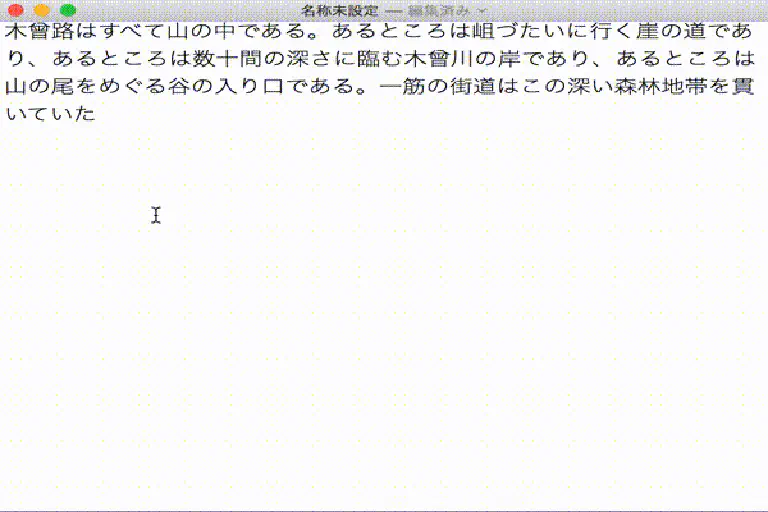 名称未設定 — 編集済み
木曾路はすべて山の中である。あるところは岨づたいに行く崖の道であ
り、あるところは数十間の深さに臨む木曾川の岸であり、あるところは
山の尾をめぐる谷の入り口である。一筋の街道はこの深い森林地帯を貫
いていた